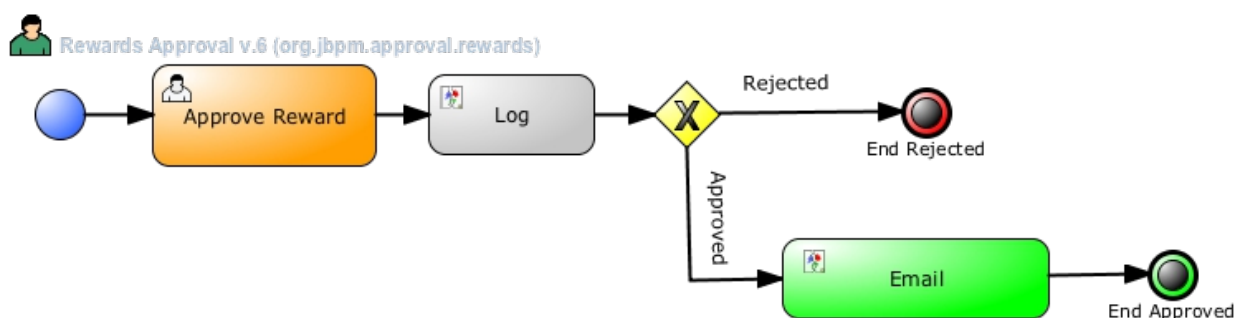 Rewards Approval v.6 (org.jbpm.approval.rewards)
Approve Reward
Log
X
Rejected
End Rejected
Approved
Email
End Approved